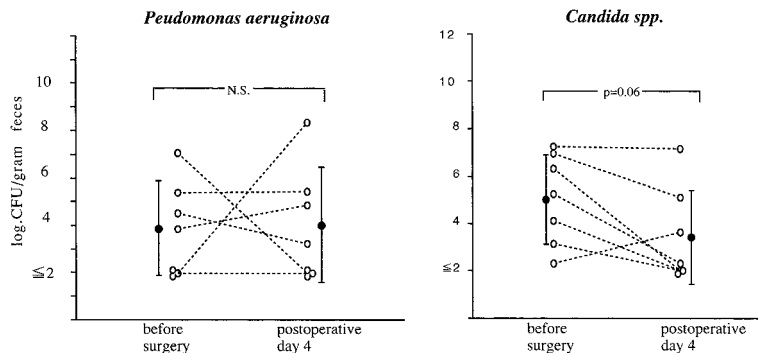 Peudomonas aeruginosa
log.CFU/gram feces
10
8
6
4
≦2
N.S.
before
surgery
postoperative
day 4
Candida spp.
12
10
8
6
4
≦2
p=0.06
before
surgery
postoperative
day 4